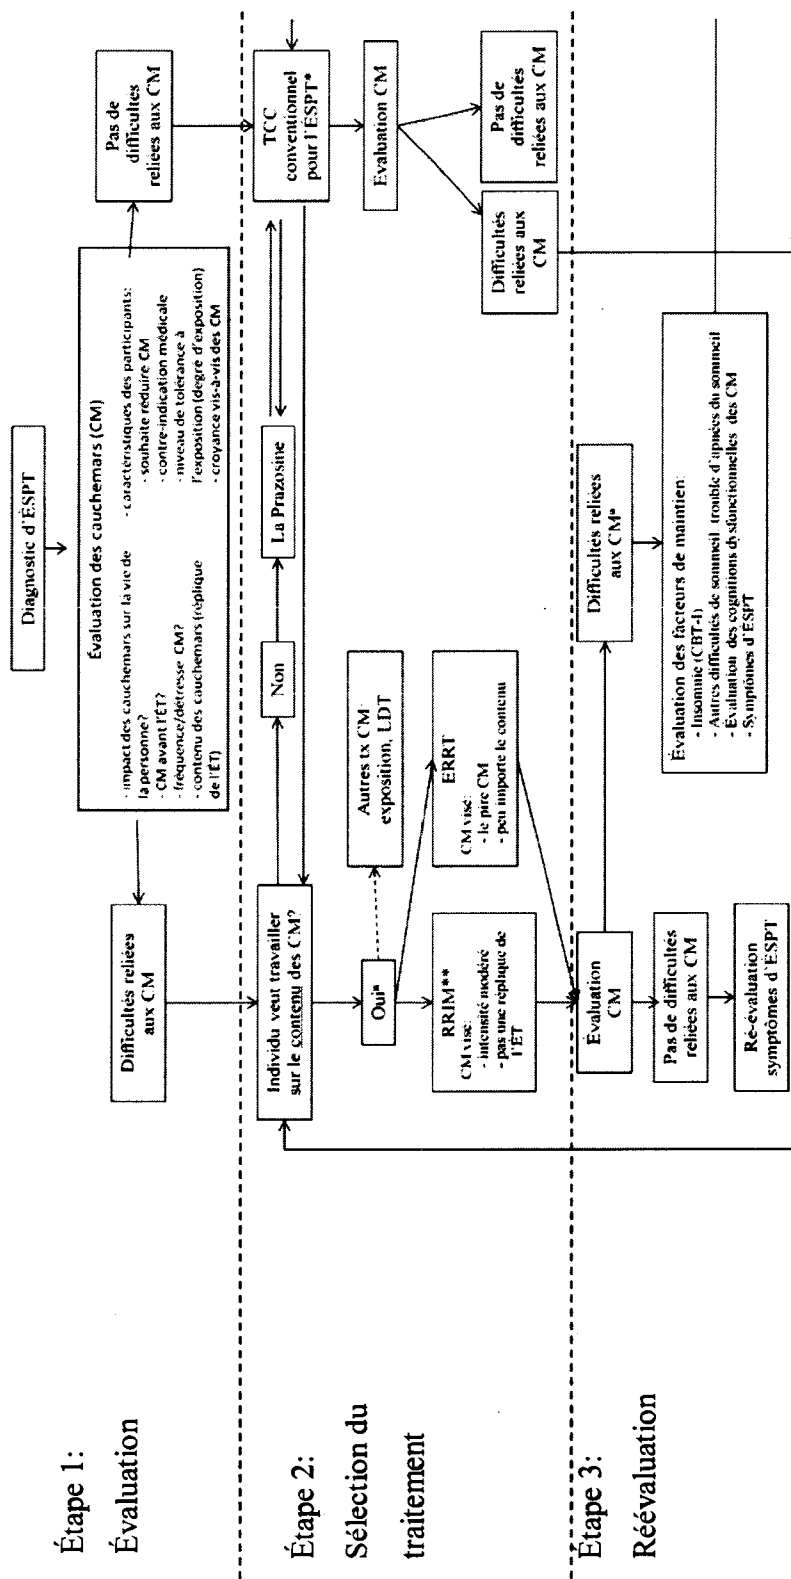 Étape 1:
Évaluation
Diagnostic d'ÉSPT
Évaluation des cauchemars (CM)
- impact des cauchemars sur la vie de
la personne?
- CM avant l'ÉT?
- fréquence/détresse CM?
- contenu des cauchemars (réplique
de l'ÉT)
- caractéristiques des participants:
- souhaite réduire CM
- contre-indication médicale
- niveau de tolérance à
l'exposition (degré d'exposition)
- croyance vis-à-vis des CM
Difficultés reliées
aux CM
Pas de
difficultés
reliées aux CM
Étape 2:
Sélection du
traitement
Individu veut travailler
sur le contenu des CM?
Non
La Prazosine
TCC
conventionnel
pour l'ÉSPT*
Oui*
Autres tx CM
exposition, LDT
Évaluation CM
RRIM**
CM visé:
- intensité modéré
- pas une réplique de
l'ÉT
ERRT
CM visé:
- le pire CM
- peu importe le contenu
Difficultés
reliées aux
CM
Pas de
difficultés
reliées aux CM
Étape 3:
Réévaluation
Évaluation
CM
Difficultés reliées
aux CM*
Pas de difficultés
reliées aux CM
Ré-évaluation
symptômes d'ÉSPT
Évaluation des facteurs de maintien:
- Insomnie (CBT-I)
- Autres difficultés de sommeil trouble d'apnées du sommeil
- Évaluation des cognitions dysfonctionnelles des CM
- Symptômes d'ÉSPT